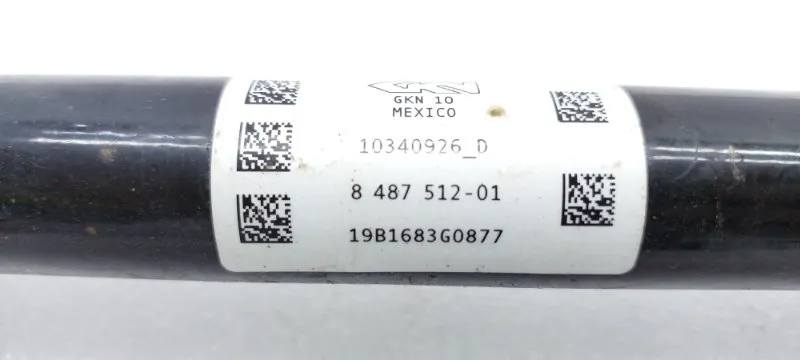 GKN 10
MEXICO
10340926_D
8 487 512-01
19B1683G0877